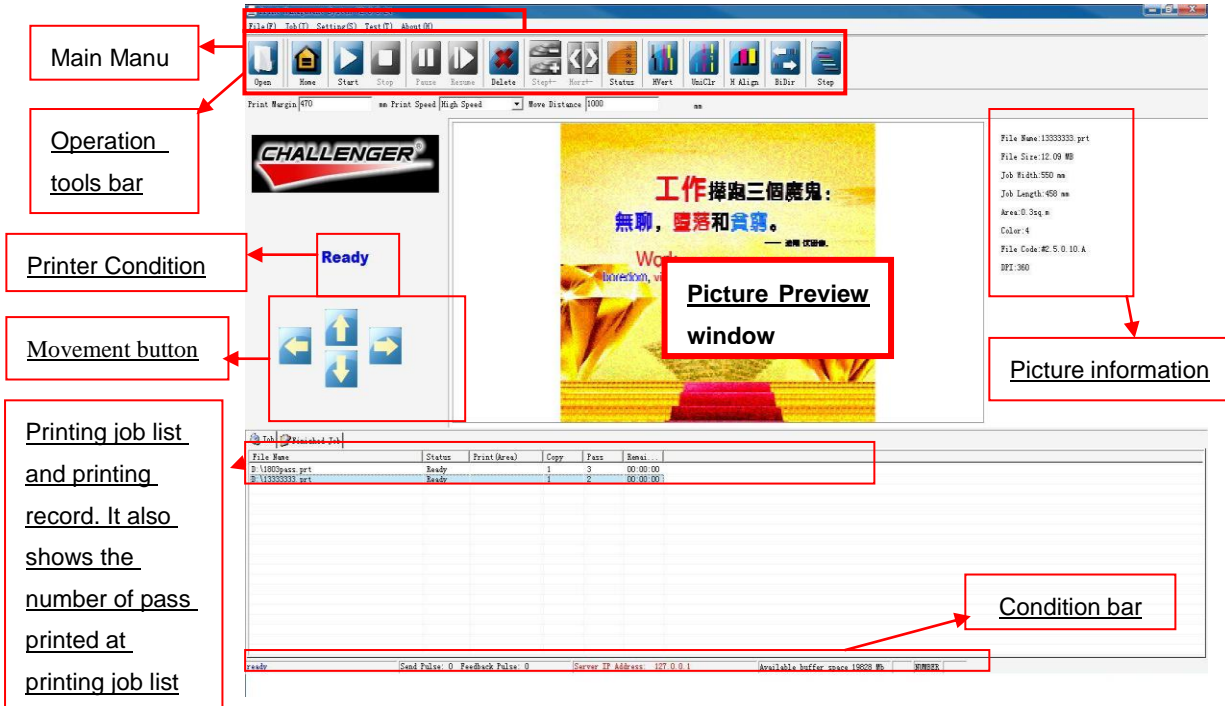 File(F) Job(J) Setting(S) Test(T) About(H)
Main Manu
Open Home Start Stop Pause Resume Delete Step+- Horz+- Status HVert UniClr H Align BiDir Step
Print Margin 470 mm Print Speed High Speed Move Distance 1000 mm
Operation
tools bar
CHALLENGER®
Printer Condition
Ready
Movement button
工作擁跑三個魔鬼:
無聊，墮落和貧窮。
Work
boredom,
Picture Preview
window
File Name:13333333.prt
File Size:12.09 MB
Job Width:550 mm
Job Length:458 mm
Area:0.3sq.m
Color:4
File Code:#2.5.0.10.A
DPI:360
Picture information
Printing job list
and printing
record. It also
shows the
number of pass
printed at
printing job list
Job Finished Job
File Name Status Print(Area) Copy Pass Remai...
D:\1803pass.prt Ready 1 3 00:00:00
D:\13333333.prt Ready 1 2 00:00:00
Condition bar
ready Send Pulse: 0 Feedback Pulse: 0 Server IP Address: 127.0.0.1 Available buffer space 19828 Mb NUMBER